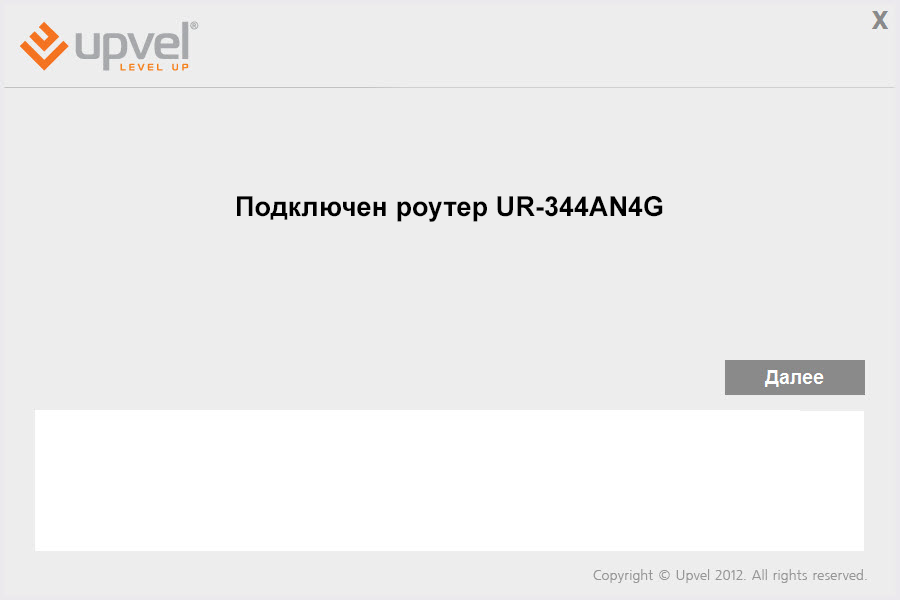 upvel®
LEVEL UP
X
Подключен роутер UR-344AN4G
Далее
Copyright © Upvel 2012. All rights reserved.